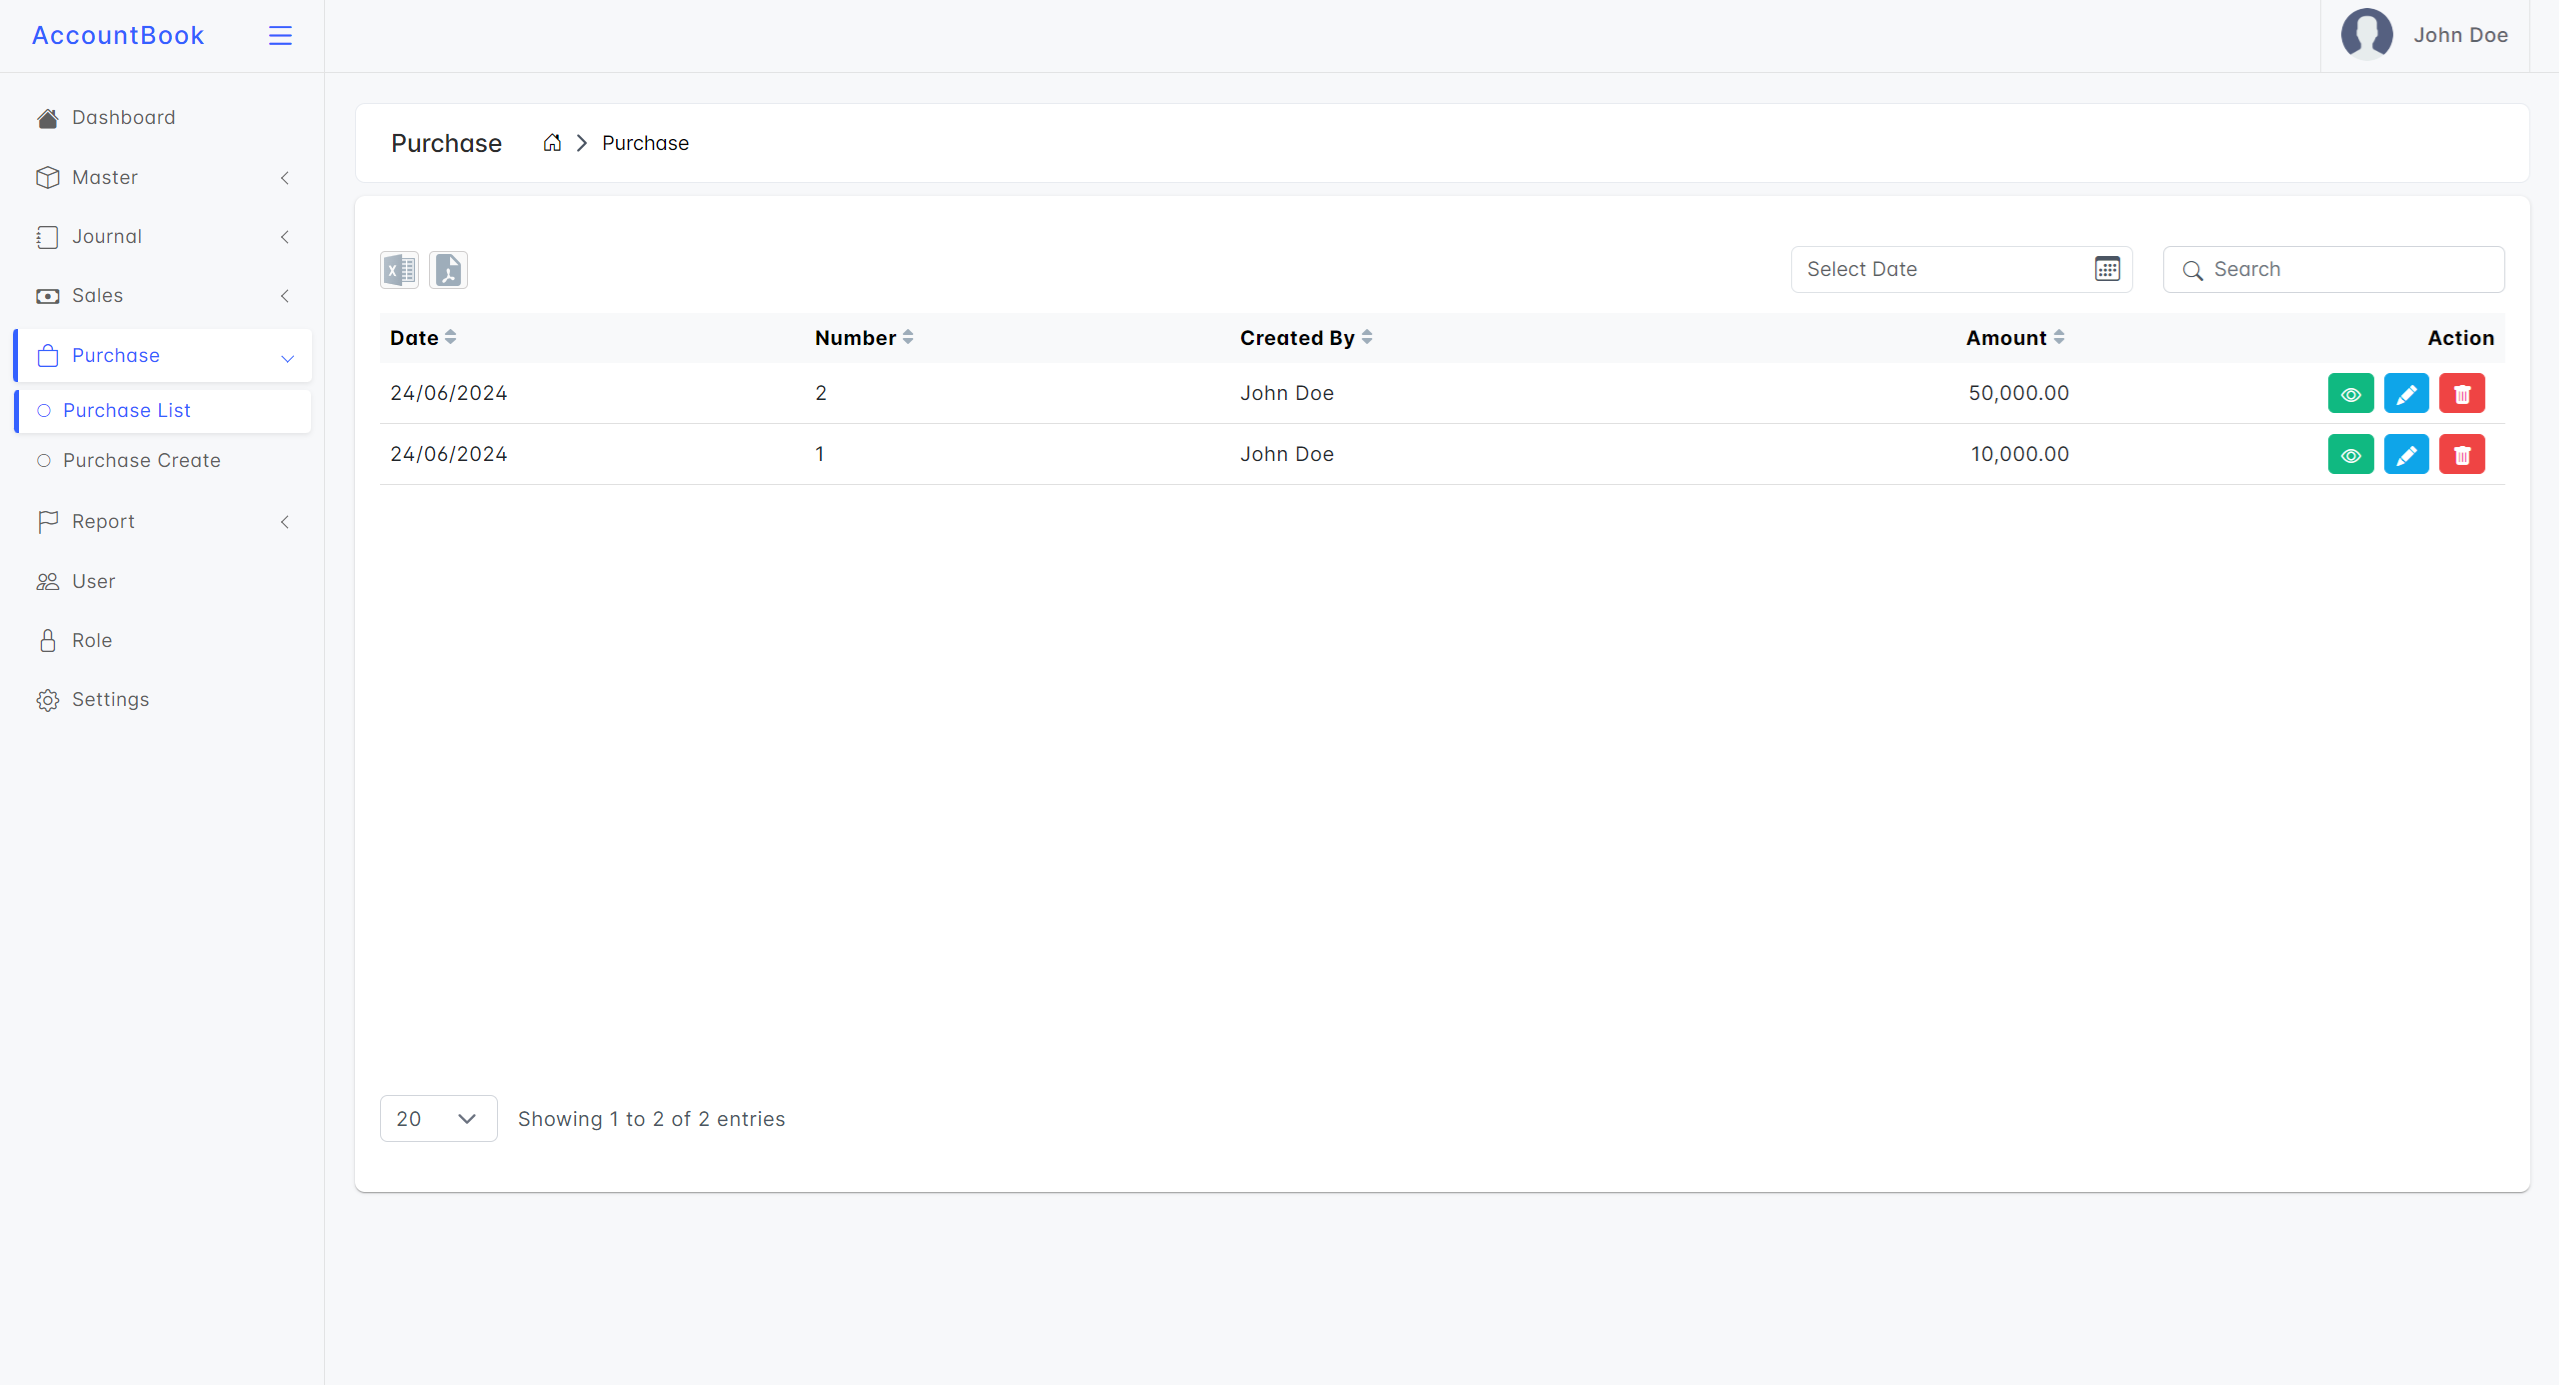 AccountBook
John Doe
Dashboard
Master
Journal
Sales
Purchase
Purchase List
Purchase Create
Report
User
Role
Settings
Purchase Purchase
Select Date Search
Date Number Created By Amount Action
24/06/2024 2 John Doe 50,000.00
24/06/2024 1 John Doe 10,000.00
20 Showing 1 to 2 of 2 entries